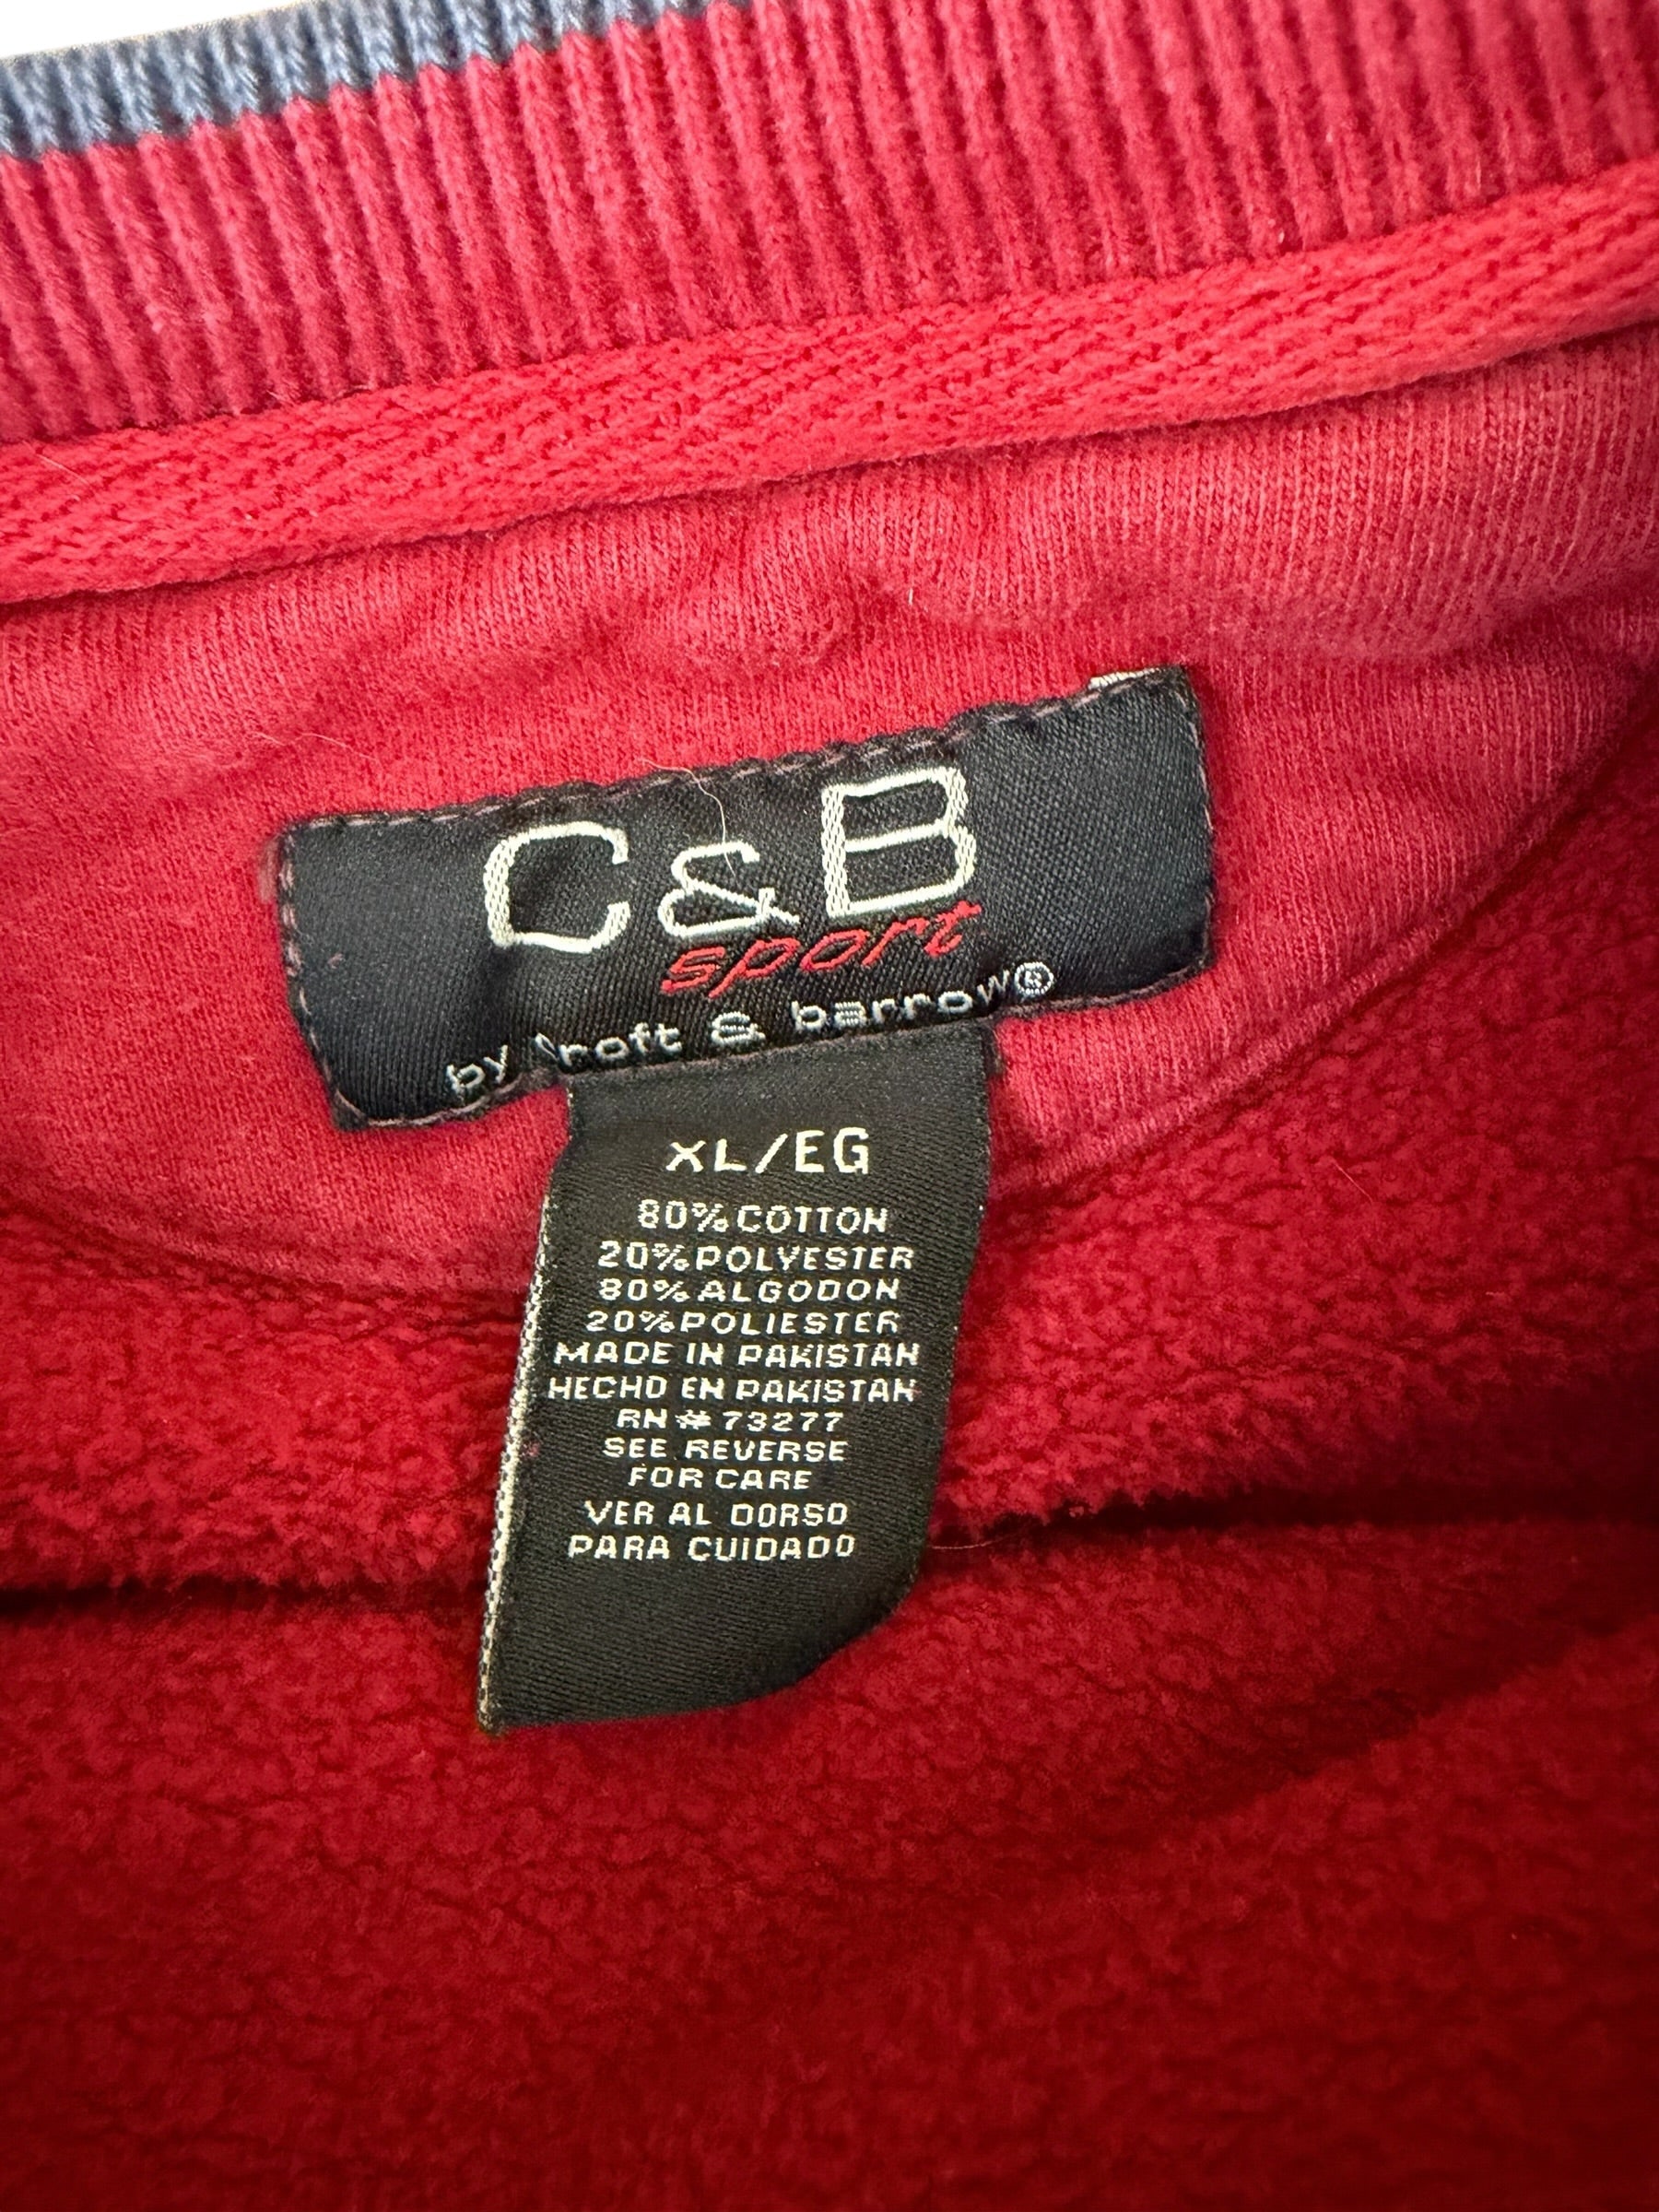 C&B
sport
by croft & barrow®
XL/EG
80% COTTON
20% POLYESTER
80% ALGODON
20% POLIESTER
MADE IN PAKISTAN
HECHO EN PAKISTAN
RN # 73277
SEE REVERSE
FOR CARE
VER AL DORSO
PARA CUIDADO